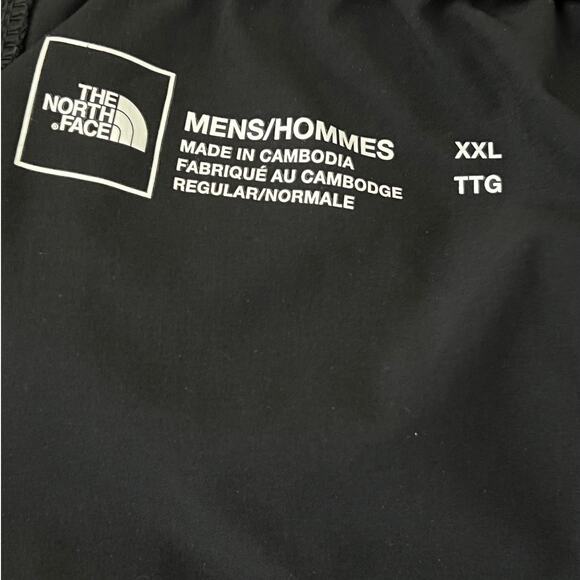 THE
NORTH
FACE
MENS/HOMMES XXL
MADE IN CAMBODIA TTG
FABRIQUÉ AU CAMBODGE
REGULAR/NORMALE